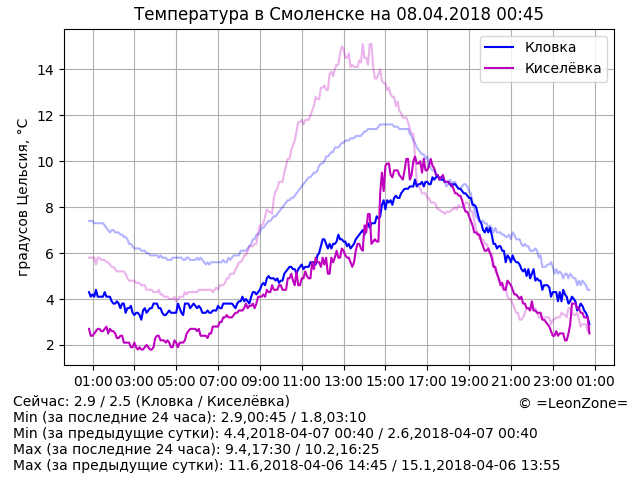 Температура в Смоленске на 08.04.2018 00:45
Кловка
Киселёвка
градусов Цельсия, °C
14
12
10
8
6
4
2
01:00 03:00 05:00 07:00 09:00 11:00 13:00 15:00 17:00 19:00 21:00 23:00 01:00
Сейчас: 2.9 / 2.5 (Кловка / Киселёвка)
© =LeonZone=
Min (за последние 24 часа): 2.9,00:45 / 1.8,03:10
Min (за предыдущие сутки): 4.4,2018-04-07 00:40 / 2.6,2018-04-07 00:40
Max (за последние 24 часа): 9.4,17:30 / 10.2,16:25
Max (за предыдущие сутки): 11.6,2018-04-06 14:45 / 15.1,2018-04-06 13:55